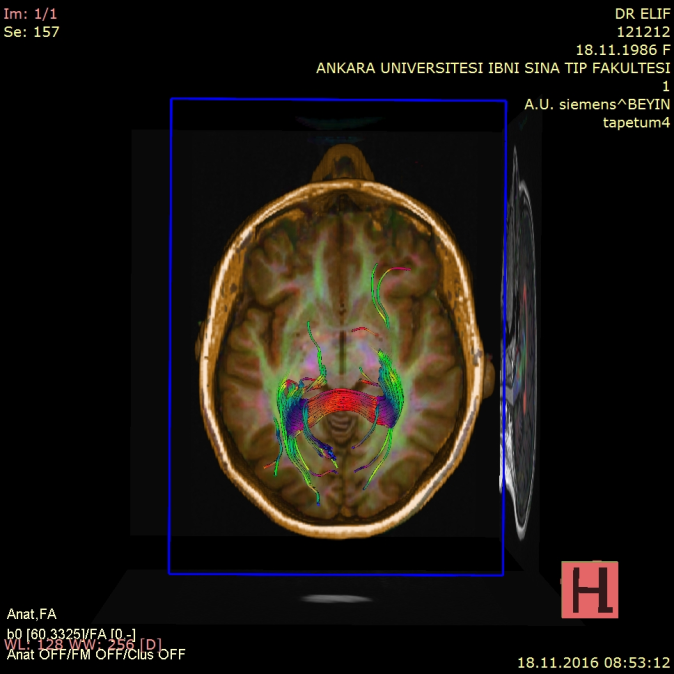 Im: 1/1
Se: 157
DR ELIF
121212
18.11.1986 F
ANKARA UNIVERSITESI IBNI SINA TIP FAKULTESI
1
A.U. siemens^BEYIN
tapetum4
H
Anat,FA
b0 [60,3325]/FA [0 -]
WL: 128 WW: 256 [D]
Anat OFF/FM OFF/Clus OFF
18.11.2016 08:53:12